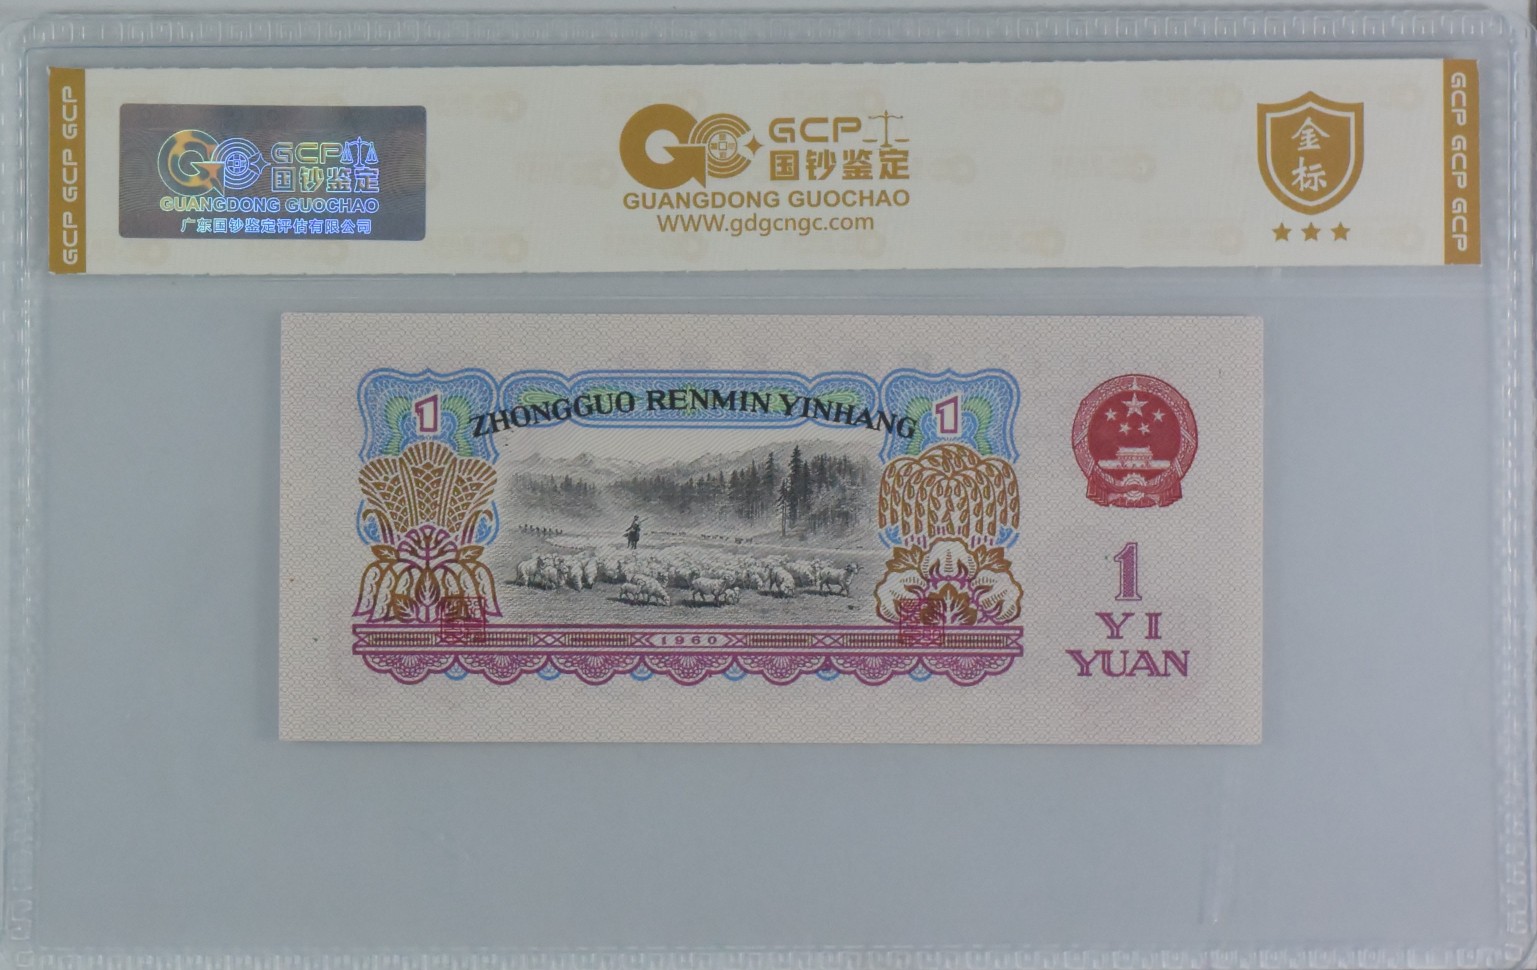 GCP GCP GCP
GCP
国钞鉴定
GUANGDONG GUOCHAO
广东国钞鉴定评估有限公司
GCP
国钞鉴定
GUANGDONG GUOCHAO
WWW.gdgcngc.com
金标
GCP GCP GCP
1
ZHONGGUO RENMIN YINHANG
1
1960
1
YI
YUAN